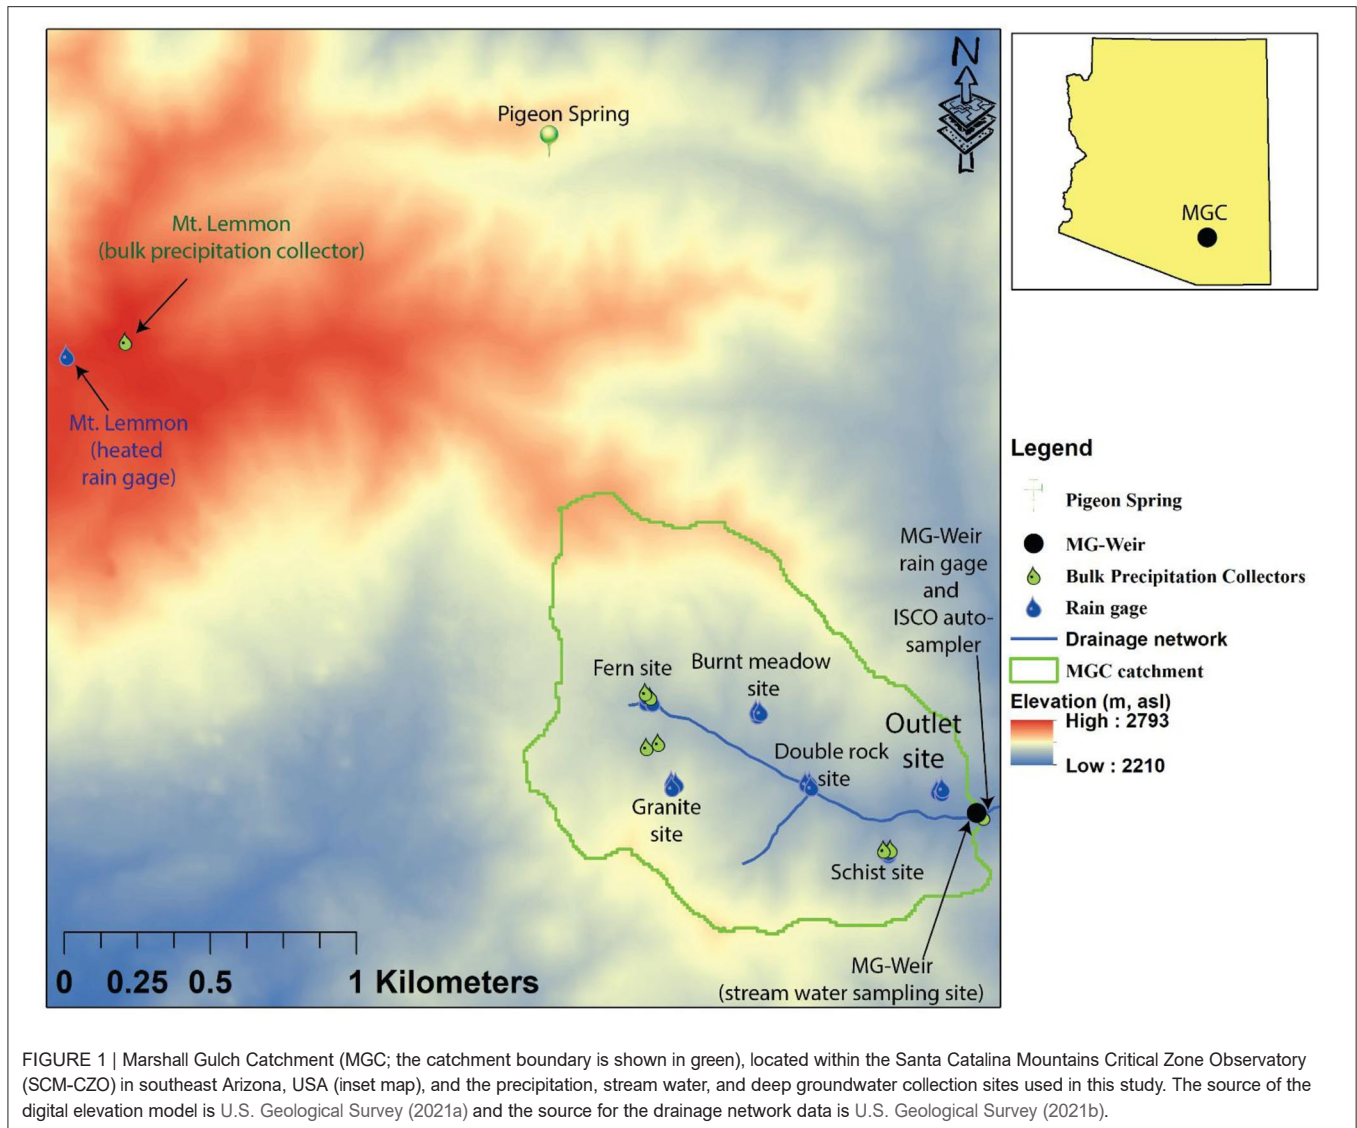 N
Pigeon Spring
Mt. Lemmon
(bulk precipitation collector)
Mt. Lemmon
(heated
rain gage)
MG-Weir
rain gage
and
ISCO auto-
sampler
Fern site
Burnt meadow
site
Outlet
site
Double rock
site
Granite
site
Schist site
MG-Weir
(stream water sampling site)
0 0.25 0.5 1 Kilometers
MGC
Legend
Pigeon Spring
MG-Weir
Bulk Precipitation Collectors
Rain gage
Drainage network
MGC catchment
Elevation (m, asl)
High : 2793
Low : 2210
FIGURE 1 | Marshall Gulch Catchment (MGC; the catchment boundary is shown in green), located within the Santa Catalina Mountains Critical Zone Observatory
(SCM-CZO) in southeast Arizona, USA (inset map), and the precipitation, stream water, and deep groundwater collection sites used in this study. The source of the
digital elevation model is U.S. Geological Survey (2021a) and the source for the drainage network data is U.S. Geological Survey (2021b).